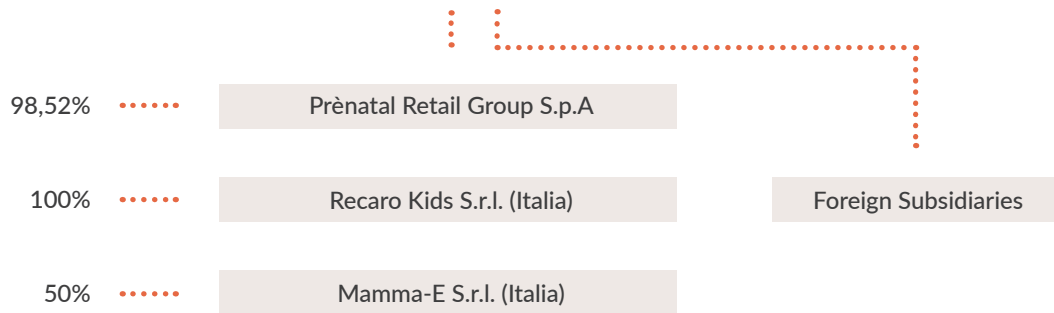 98,52% Prènatal Retail Group S.p.A
100% Recaro Kids S.r.l. (Italia) Foreign Subsidiaries
50% Mamma-E S.r.l. (Italia)